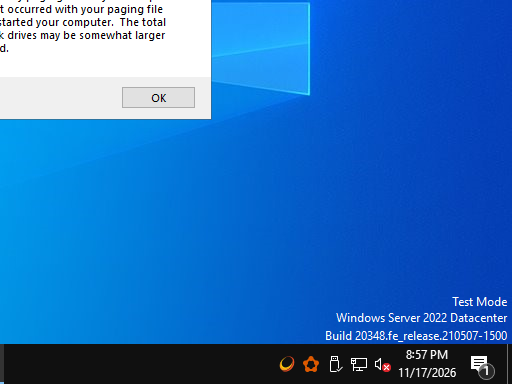 t occurred with your paging file
started your computer. The total
k drives may be somewhat larger
d.
OK
Test Mode
Windows Server 2022 Datacenter
Build 20348.fe_release.210507-1500
8:57 PM
11/17/2026
1